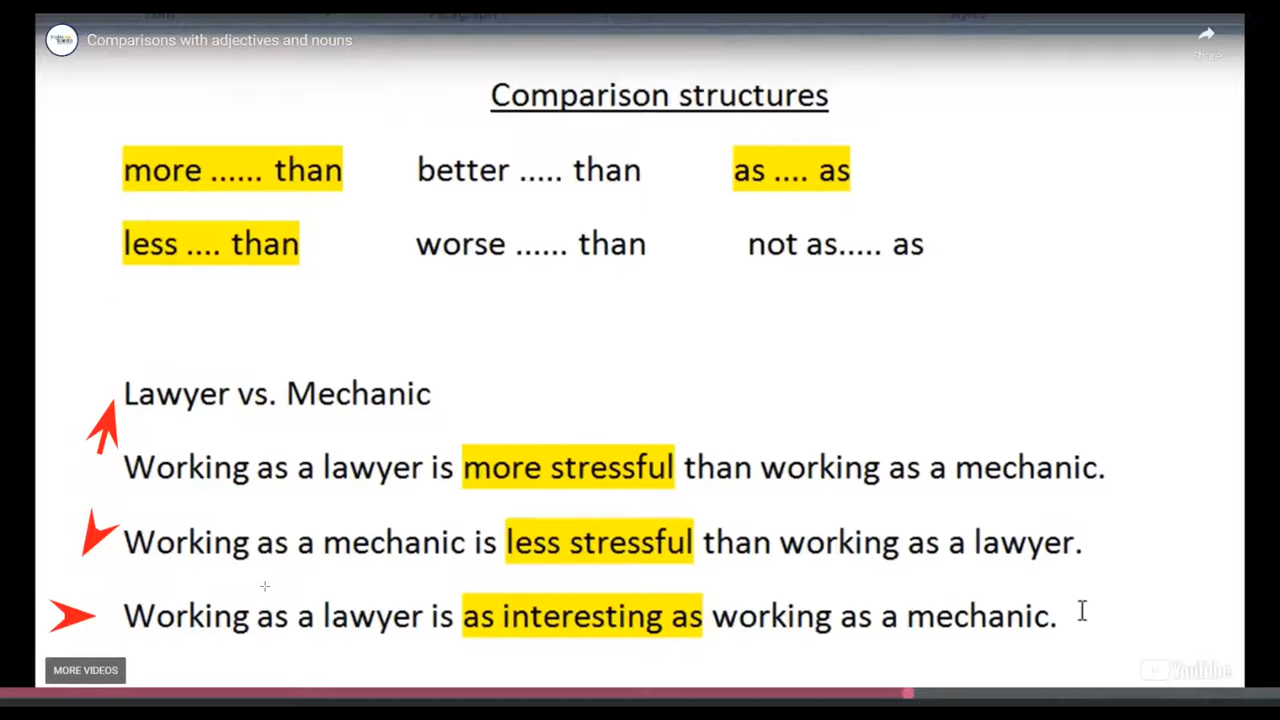 Comparisons with adjectives and nouns
Share
Comparison structures
more ...... than better ..... than as .... as
less .... than worse ...... than not as..... as
Lawyer vs. Mechanic
Working as a lawyer is more stressful than working as a mechanic.
Working as a mechanic is less stressful than working as a lawyer.
Working as a lawyer is as interesting as working as a mechanic.
MORE VIDEOS
YouTube